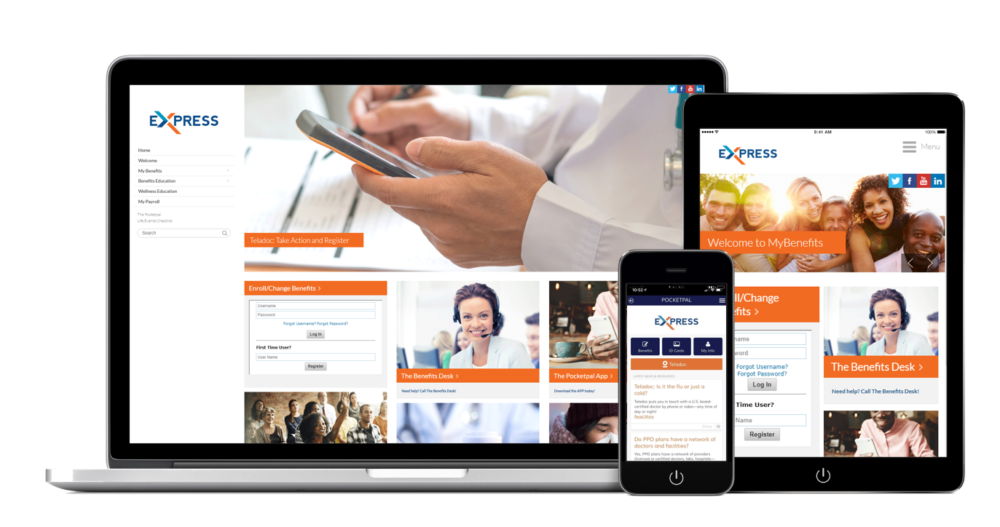 EXPRESS
Home
Welcome
My Benefits
Benefits Education
Wellness Education
My Payroll
The Pocketpal
Life Events Checklist
Search
Teladoc: Take Action and Register
Enroll/Change Benefits >
Username
Password
Forgot Username? Forgot Password?
Log In
First Time User?
User Name
Register
The Benefits Desk >
Need help? Call The Benefits Desk!
The Pocketpal App >
Download the APP today!
10:52
POCKETPAL
EXPRESS
Benefits
ID Cards
My Info
Teladoc
LATEST NEWS & RESOURCES
Teladoc: Is it the flu or just a
cold?
Teladoc puts you in touch with a U.S. board-
certified doctor by phone or video—any time of
day or night!
Read More
Share
Do PPO plans have a network of
doctors and facilities?
Yes, PPO plans have a network of providers
(licensed or certified doctors, labs, hospitals—
9:41 AM
100%
EXPRESS
Menu
You
Tube
Welcome to MyBenefits
ll/Change
fits >
name
word
Forgot Username?
Forgot Password?
Log In
Time User?
Name
Register
The Benefits Desk >
Need help? Call The Benefits Desk!